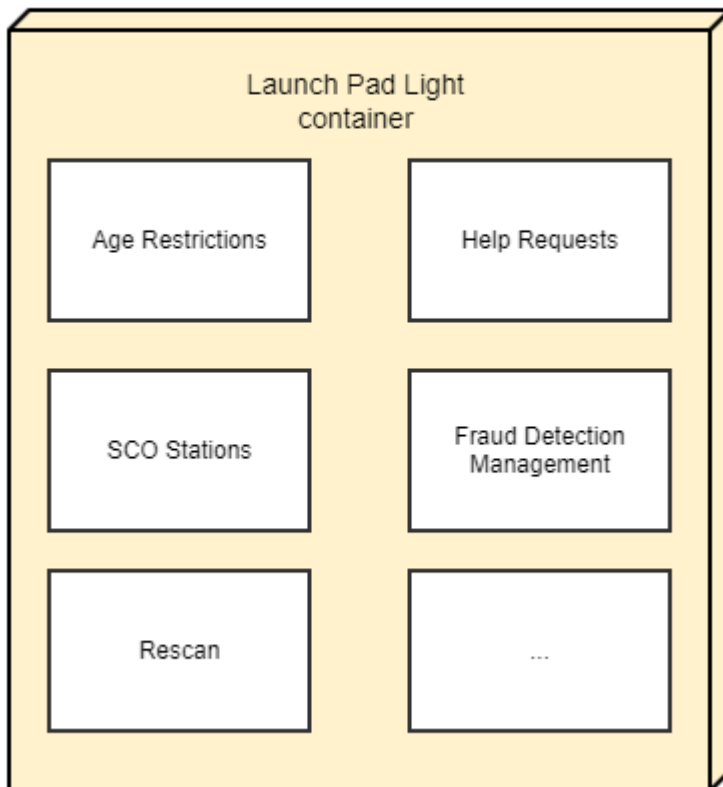 Launch Pad Light
container
Age Restrictions
Help Requests
SCO Stations
Fraud Detection
Management
Rescan
...